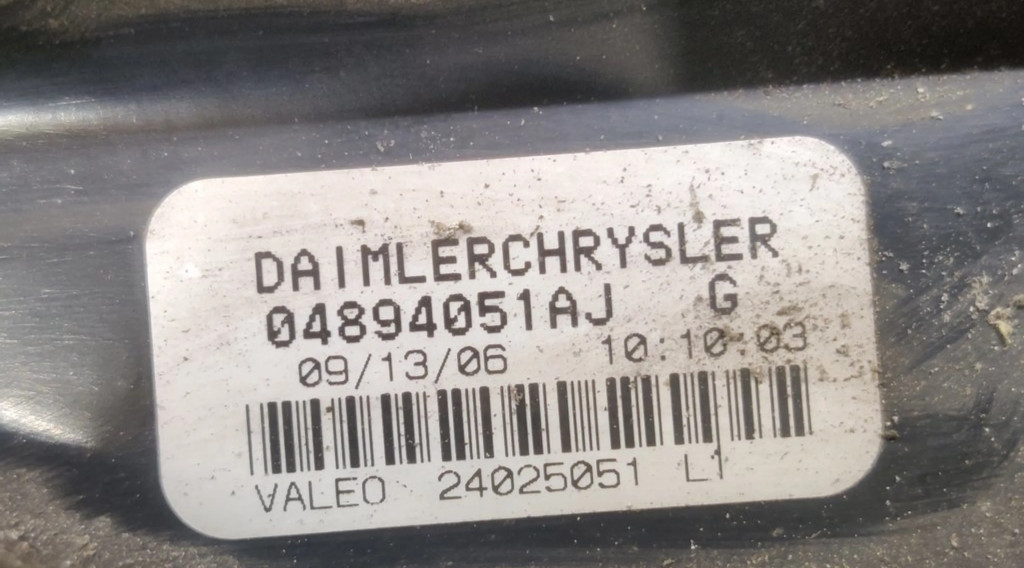 DAIMLERCHRYSLER
04894051AJ G
09/13/06 10:10:03
VALEO 24025051 L1